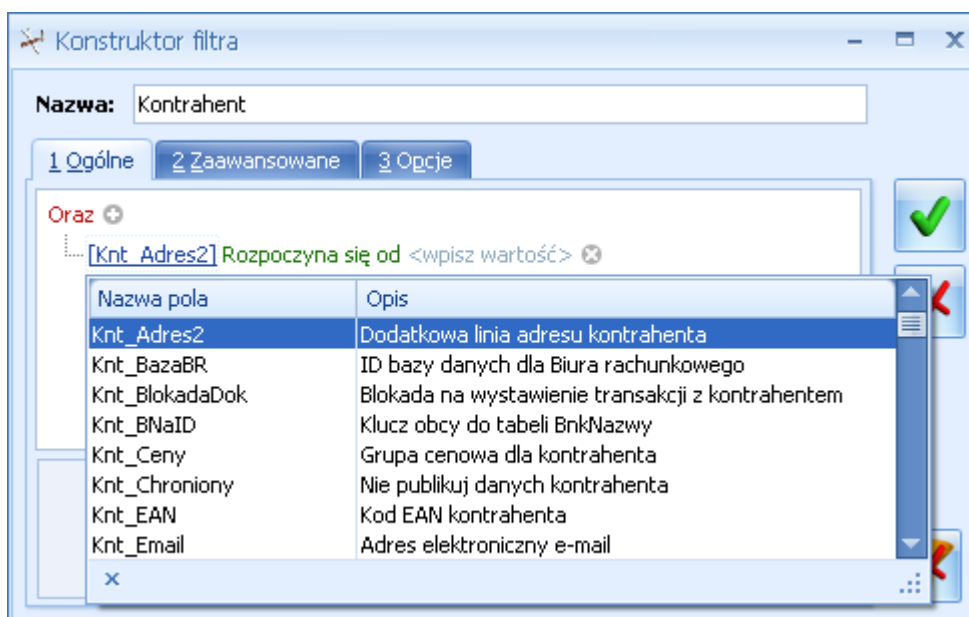 Konstruktor filtra
Nazwa: Kontrahent
1 Ogólne 2 Zaawansowane 3 Opcje
Oraz
[Knt_Adres2] Rozpoczyna się od <wpisz wartość>
Nazwa pola Opis
Knt_Adres2 Dodatkowa linia adresu kontrahenta
Knt_BazaBR ID bazy danych dla Biura rachunkowego
Knt_BlokadaDok Blokada na wystawienie transakcji z kontrahentem
Knt_BNaID Klucz obcy do tabeli BnkNazwy
Knt_Ceny Grupa cenowa dla kontrahenta
Knt_Chroniony Nie publikuj danych kontrahenta
Knt_EAN Kod EAN kontrahenta
Knt_Email Adres elektroniczny e-mail